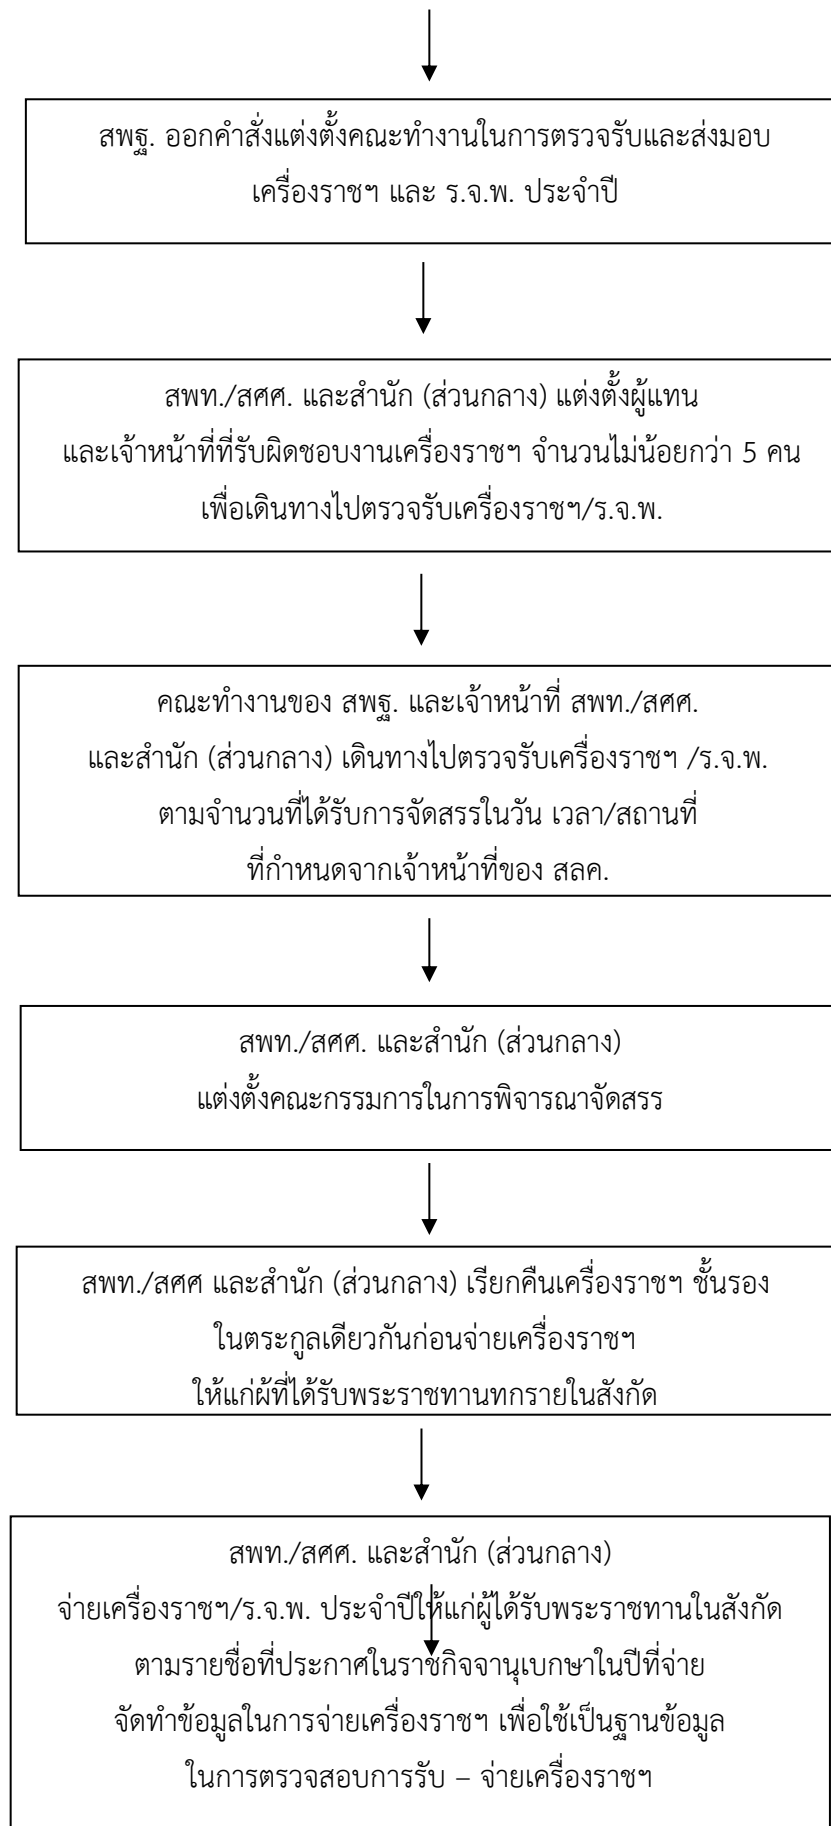 สพฐ. ออกคำสั่งแต่งตั้งคณะทำงานในการตรวจรับและส่งมอบ
เครื่องราชฯ และ ร.จ.พ. ประจำปี
สพท./สศศ. และสำนัก (ส่วนกลาง) แต่งตั้งผู้แทน
และเจ้าหน้าที่ที่รับผิดชอบงานเครื่องราชฯ จำนวนไม่น้อยกว่า 5 คน
เพื่อเดินทางไปตรวจรับเครื่องราชฯ/ร.จ.พ.
คณะทำงานของ สพฐ. และเจ้าหน้าที่ สพท./สศศ.
และสำนัก (ส่วนกลาง) เดินทางไปตรวจรับเครื่องราชฯ /ร.จ.พ.
ตามจำนวนที่ได้รับการจัดสรรในวัน เวลา/สถานที่
ที่กำหนดจากเจ้าหน้าที่ของ สลค.
สพท./สศศ. และสำนัก (ส่วนกลาง)
แต่งตั้งคณะกรรมการในการพิจารณาจัดสรร
สพท./สศศ และสำนัก (ส่วนกลาง) เรียกคืนเครื่องราชฯ ชั้นรอง
ในตระกูลเดียวกันก่อนจ่ายเครื่องราชฯ
ให้แก่ผู้ที่ได้รับพระราชทานทุกรายในสังกัด
สพท./สศศ. และสำนัก (ส่วนกลาง)
จ่ายเครื่องราชฯ/ร.จ.พ. ประจำปีให้แก่ผู้ได้รับพระราชทานในสังกัด
ตามรายชื่อที่ประกาศในราชกิจจานุเบกษาในปีที่จ่าย
จัดทำข้อมูลในการจ่ายเครื่องราชฯ เพื่อใช้เป็นฐานข้อมูล
ในการตรวจสอบการรับ – จ่ายเครื่องราชฯ